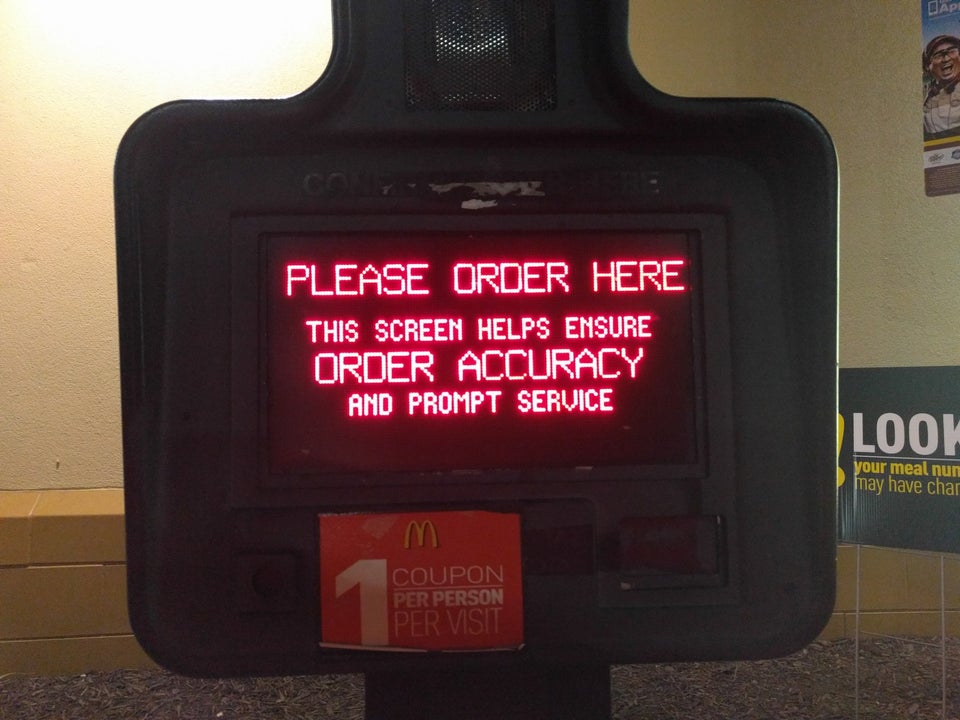 PLEASE ORDER HERE
THIS SCREEN HELPS ENSURE
ORDER ACCURACY
AND PROMPT SERVICE
1 COUPON
PER PERSON
PER VISIT
LOOK
your meal num
may have chan